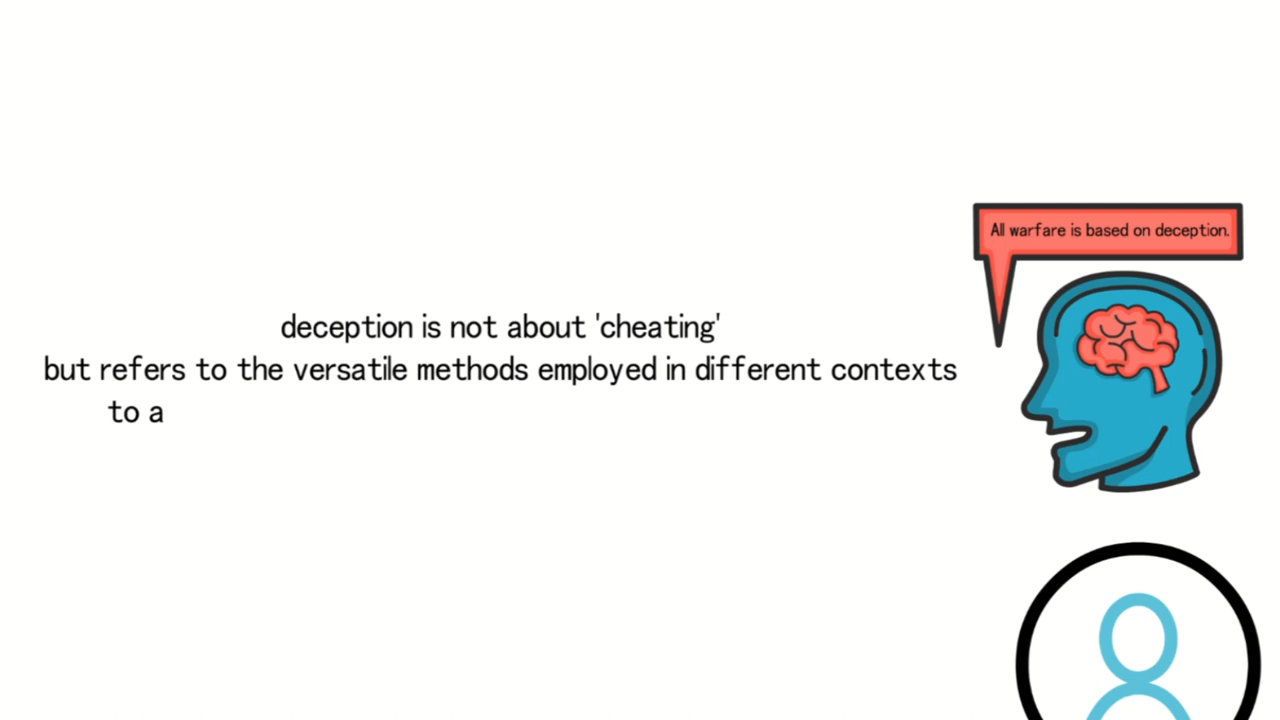 All warfare is based on deception.
deception is not about 'cheating'
but refers to the versatile methods employed in different contexts
to a